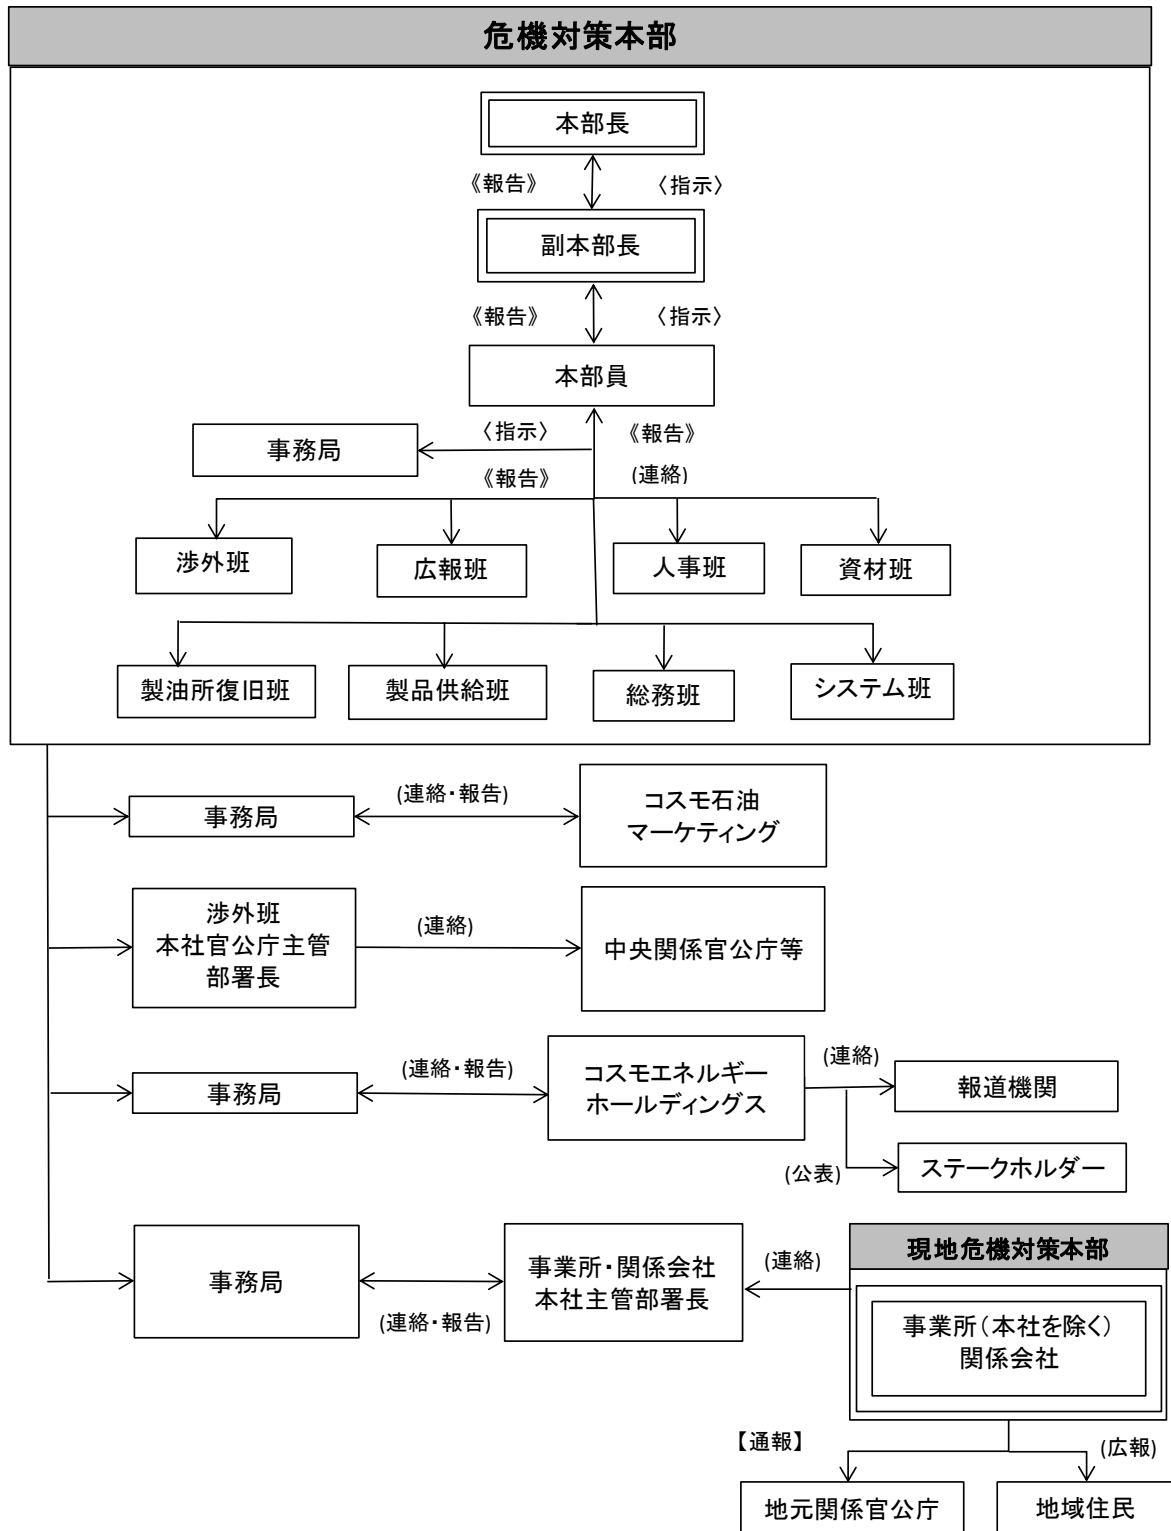 危機対策本部
本部長
《報告》
〈指示〉
副本部長
《報告》
〈指示〉
本部員
〈指示〉
《報告》
事務局
《報告》
(連絡)
渉外班
広報班
人事班
資材班
製油所復旧班
製品供給班
総務班
システム班
事務局
(連絡・報告)
コスモ石油
マーケティング
渉外班
本社官公庁主管
部署長
(連絡)
中央関係官公庁等
事務局
(連絡・報告)
コスモエネルギー
ホールディングス
(連絡)
報道機関
(公表)
ステークホルダー
事務局
(連絡・報告)
事業所・関係会社
本社主管部署長
(連絡)
現地危機対策本部
事業所(本社を除く)
関係会社
【通報】
(広報)
地元関係官公庁
地域住民